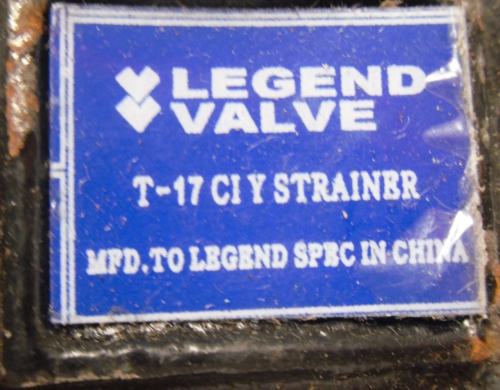 LEGEND
VALVE
T-17 CI Y STRAINER
MFD. TO LEGEND SPEC IN CHINA